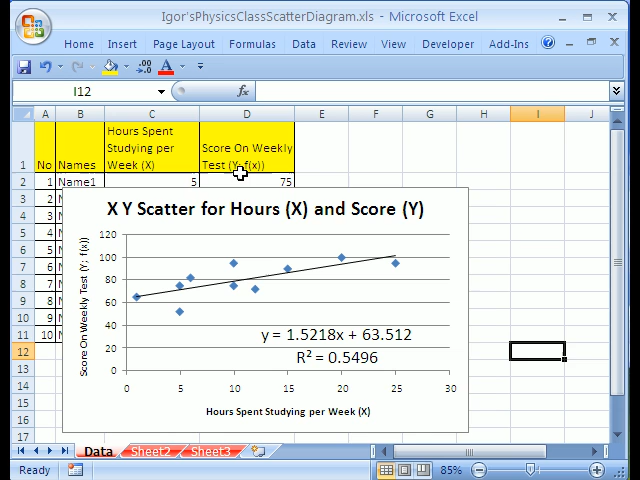 Igor'sPhysicsClassScatterDiagram.xls - Microsoft Excel
Home Insert Page Layout Formulas Data Review View Developer Add-Ins
I12
fx
A B C D E F G H I J
1 No Names Hours Spent Studying per Week (X) Score On Weekly Test (Y; f(x))
2 1 Name1 5 75
3 2 N
4 3 N
5 4 N
6 5 N
7 6 N
8 7 N
9 8 N
10 9 N
11 10 N
12
13
14
15
16
17
X Y Scatter for Hours (X) and Score (Y)
Score On Weekly Test (Y; f(x))
120
100
80
60
40
20
0
y = 1.5218x + 63.512
R² = 0.5496
0 5 10 15 20 25 30
Hours Spent Studying per Week (X)
Data Sheet2 Sheet3
Ready 85%